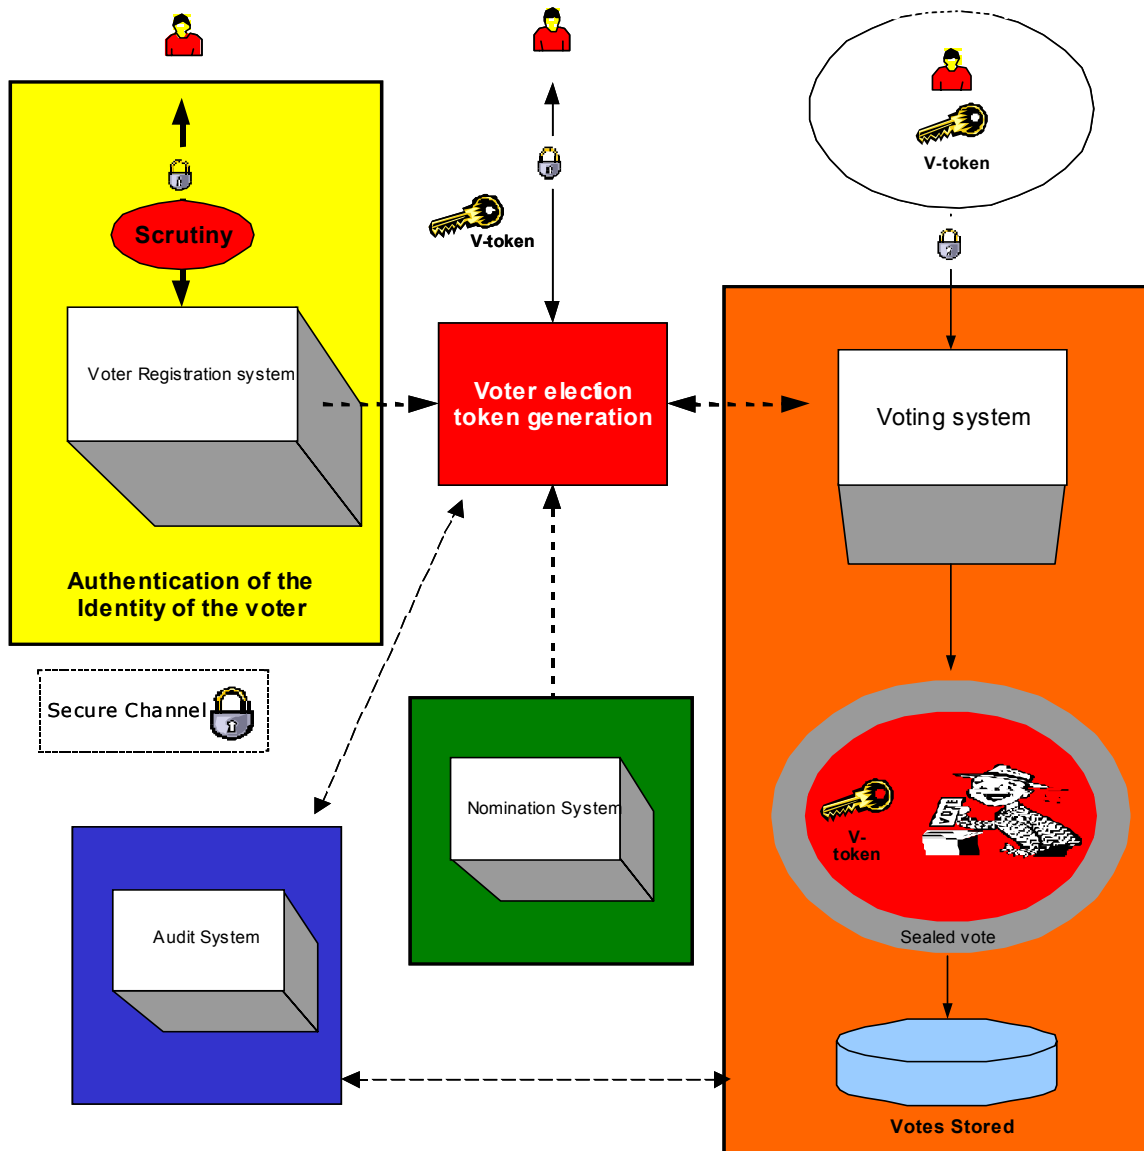 V-token
Scrutiny
V-token
Voter Registration system
Voter election
token generation
Voting system
Authentication of the
Identity of the voter
Secure Channel
Nomination System
VOTE
V-
token
Audit System
Sealed vote
Votes Stored